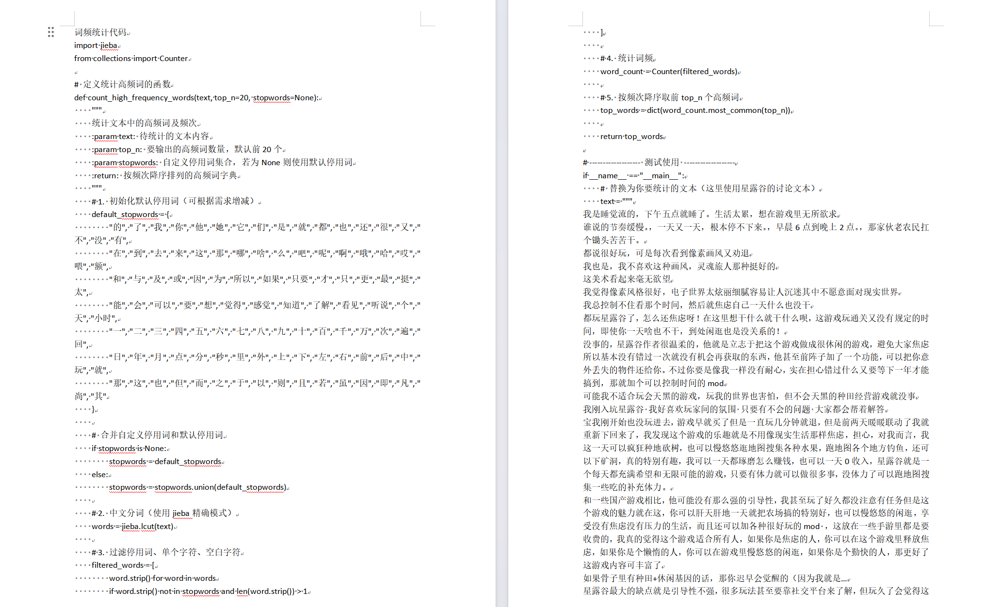 词频统计代码
import jieba
from collections import Counter

# 定义统计高频词的函数
def count_high_frequency_words(text, top_n=20, stopwords=None):
    """
    统计文本中的高频词及频次
    :param text: 待统计的文本内容
    :param top_n: 要输出的高频词数量，默认前 20 个
    :param stopwords: 自定义停用词集合，若为 None 则使用默认停用词
    :return: 按频次降序排列的高频词字典
    """
    # 1. 初始化默认停用词（可根据需求增减）
    default_stopwords = {
        "的", "了", "我", "你", "他", "她", "它", "们", "是", "就", "都", "也", "还", "很", "又", "
不", "没", "有",
        "在", "到", "去", "来", "这", "那", "哪", "啥", "么", "吧", "呢", "啊", "哦", "哈", "哎", "
喂", "额",
        "和", "与", "及", "或", "因", "为", "所以", "如果", "只要", "才", "只", "更", "最", "挺", "
太",
        "能", "会", "可以", "要", "想", "觉得", "感觉", "知道", "了解", "看见", "听说", "个", "
天", "小时",
        "一", "二", "三", "四", "五", "六", "七", "八", "九", "十", "百", "千", "万", "次", "遍", "
回",
        "日", "年", "月", "点", "分", "秒", "里", "外", "上", "下", "左", "右", "前", "后", "中", "
玩", "就",
        "那", "这", "也", "但", "而", "之", "于", "以", "则", "且", "若", "虽", "因", "即", "凡", "
尚", "其"
    }

    # 合并自定义停用词和默认停用词
    if stopwords is None:
        stopwords = default_stopwords
    else:
        stopwords = stopwords.union(default_stopwords)

    # 2. 中文分词（使用 jieba 精确模式）
    words = jieba.lcut(text)

    # 3. 过滤停用词、单个字符、空白字符
    filtered_words = [
        word.strip() for word in words
        if word.strip() not in stopwords and len(word.strip()) > 1
    ]

    # 4. 统计词频
    word_count = Counter(filtered_words)

    # 5. 按频次降序取前 top_n 个高频词
    top_words = dict(word_count.most_common(top_n))

    return top_words

# ------------------- 测试使用 -------------------
if __name__ == "__main__":
    # 替换为你要统计的文本（这里使用星露谷的讨论文本）
    text = """
我是睡觉流的，下午五点就睡了。生活太累，想在游戏里无所欲求
谁说的节奏缓慢。，一天又一天，根本停不下来。，早晨 6 点到晚上 2 点。，那家伙老农民扛
个锄头苦苦干。
都说很好玩，可是每次看到像素画风又劝退
我也是，我不喜欢这种画风，灵魂旅人那种挺好的
这美术看起来毫无欲望
我觉得像素风格很好，电子世界太炫丽细腻容易让人沉迷其中不愿意面对现实世界
我总控制不住看那个时间，然后就焦虑自己一天什么也没干
都玩星露谷了，怎么还焦虑呀！在这里想干什么就干什么呗，这游戏玩通关又没有规定的时
间，即使你一天啥也不干，到处闲逛也是没关系的！
没事的，星露谷作者很温柔的，他就是立志于把这个游戏做成很休闲的游戏，避免大家焦虑
所以基本没有错过一次就没有机会再获取的东西，他甚至前阵子加了一个功能，可以把你意
外丢失的物件还给你。不过你要是像我一样没有耐心，实在担心错过什么又要等下一年才能
搞到，那就加个可以控制时间的 mod
可能我不适合玩会天黑的游戏，玩我的世界也害怕，但不会天黑的种田经营游戏就没事
我刚入坑星露谷 我好喜欢玩家间的氛围 只要有不会的问题 大家都会帮着解答
宝我刚开始也没玩进去，游戏早就买了但是一直玩几分钟就退，但是前两天暖暖联动了我就
重新下回来了，我发现这个游戏的乐趣就是不用像现实生活那样焦虑，担心，对我而言，我
这一天可以疯狂种地砍树，也可以慢悠悠逛地图搜集各种水果，跑地图各个地方钓鱼，还可
以下矿洞，真的特别有趣，我可以一天都琢磨怎么赚钱，也可以一天 0 收入，星露谷就是一
个每天都充满希望和无限可能的游戏，只要有体力就可以做很多事，没体力了可以跑地图搜
集一些吃的补充体力。
和一些国产游戏相比，他可能没有那么强的引导性，我甚至玩了好久都没注意有任务但是这
个游戏的魅力就在这，你可以肝天肝地一天就把农场搞的特别好，也可以慢悠悠的闲逛，享
受没有焦虑没有压力的生活，而且还可以加各种很好玩的 mod ，这放在一些手游里都是要
收费的，我真的觉得这个游戏适合所有人，如果你是焦虑的人，你可以在这个游戏里释放焦
虑，如果你是个懒惰的人，你可以在游戏里慢悠悠的闲逛，如果你是个勤快的人，那更好了
这游戏内容可丰富了
如果骨子里有种田+休闲基因的话，那你迟早会觉醒的（因为我就是…
星露谷最大的缺点就是引导性不强，很多玩法甚至要靠社交平台来了解，但玩久了会觉得这